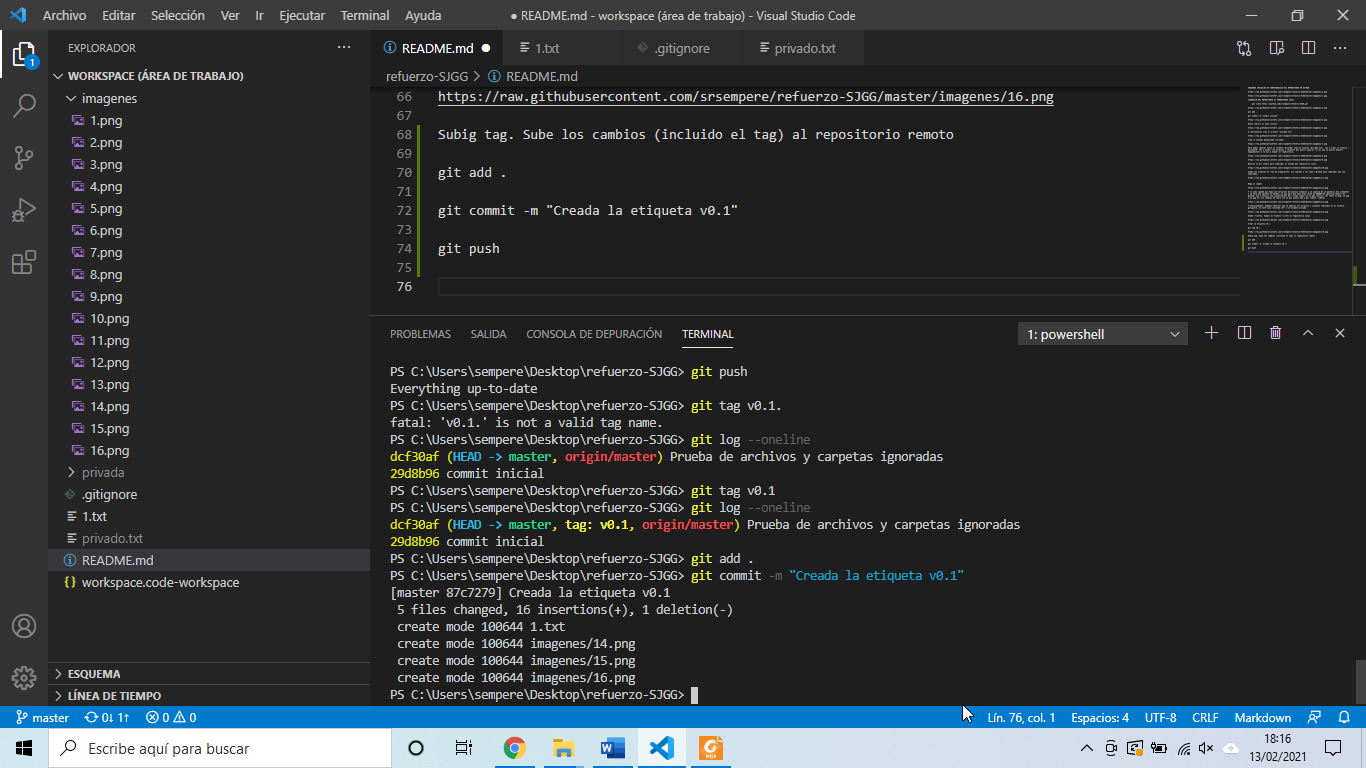 Archivo Editar Selección Ver Ir Ejecutar Terminal Ayuda
● README.md - workspace (área de trabajo) - Visual Studio Code
EXPLORADOR
WORKSPACE (ÁREA DE TRABAJO)
imagenes
1.png
2.png
3.png
4.png
5.png
6.png
7.png
8.png
9.png
10.png
11.png
12.png
13.png
14.png
15.png
16.png
privada
.gitignore
1.txt
privado.txt
README.md
workspace.code-workspace
ESQUEMA
LÍNEA DE TIEMPO
1
README.md
1.txt
.gitignore
privado.txt
refuerzo-SJGG > README.md
66 https://raw.githubusercontent.com/srsempere/refuerzo-SJGG/master/imagenes/16.png
67
68 Subig tag. Sube los cambios (incluido el tag) al repositorio remoto
69
70 git add .
71
72 git commit -m "Creada la etiqueta v0.1"
73
74 git push
75
76
PROBLEMAS SALIDA CONSOLA DE DEPURACIÓN TERMINAL
1: powershell
PS C:\Users\sempere\Desktop\refuerzo-SJGG> git push
Everything up-to-date
PS C:\Users\sempere\Desktop\refuerzo-SJGG> git tag v0.1.
fatal: 'v0.1.' is not a valid tag name.
PS C:\Users\sempere\Desktop\refuerzo-SJGG> git log --oneline
dcf30af (HEAD -> master, origin/master) Prueba de archivos y carpetas ignoradas
29d8b96 commit inicial
PS C:\Users\sempere\Desktop\refuerzo-SJGG> git tag v0.1
PS C:\Users\sempere\Desktop\refuerzo-SJGG> git log --oneline
dcf30af (HEAD -> master, tag: v0.1, origin/master) Prueba de archivos y carpetas ignoradas
29d8b96 commit inicial
PS C:\Users\sempere\Desktop\refuerzo-SJGG> git add .
PS C:\Users\sempere\Desktop\refuerzo-SJGG> git commit -m "Creada la etiqueta v0.1"
[master 87c7279] Creada la etiqueta v0.1
5 files changed, 16 insertions(+), 1 deletion(-)
create mode 100644 1.txt
create mode 100644 imagenes/14.png
create mode 100644 imagenes/15.png
create mode 100644 imagenes/16.png
PS C:\Users\sempere\Desktop\refuerzo-SJGG>
master 0↓ 1↑ 0 0
Lín. 76, col. 1 Espacios: 4 UTF-8 CRLF Markdown
Escribe aquí para buscar
18:16
13/02/2021